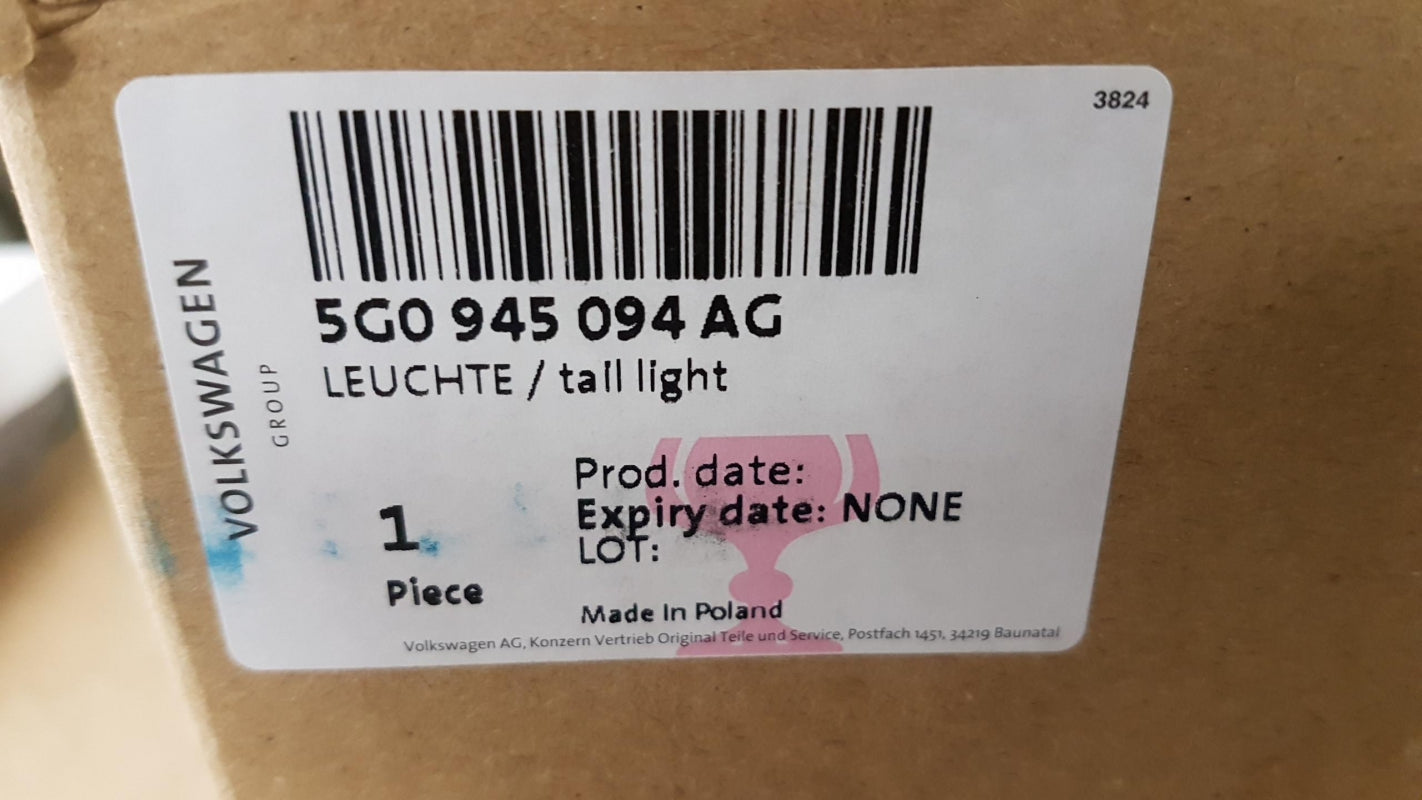 3824
5G0 945 094 AG
LEUCHTE / tail light
VOLKSWAGEN
GROUP
Prod. date:
Expiry date: NONE
LOT:
1
Piece
Made In Poland
Volkswagen AG, Konzern Vertrieb Original Teile und Service, Postfach 1451, 34219 Baunatal